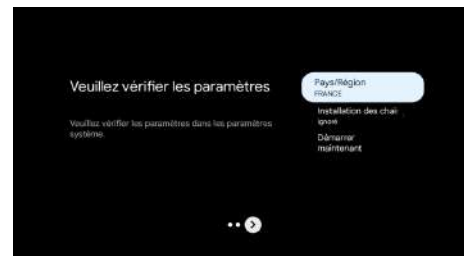 Veuillez vérifier les paramètres
Veuillez vérifier les paramètres dans les paramètres
système.
Pays/Région
FRANCE
Installation des chaî
Ignoré
Démarrer
maintenant